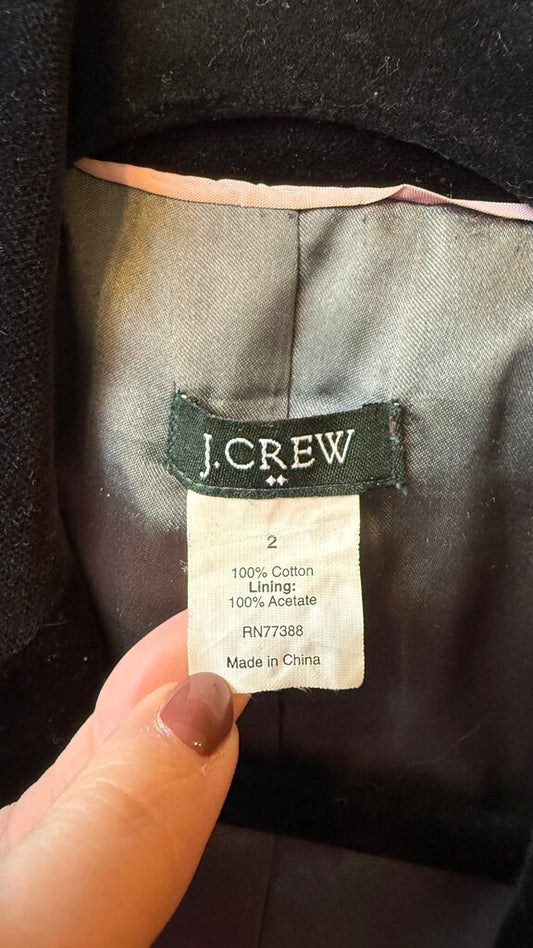 J.CREW
2
100% Cotton
Lining:
100% Acetate
RN77388
Made in China